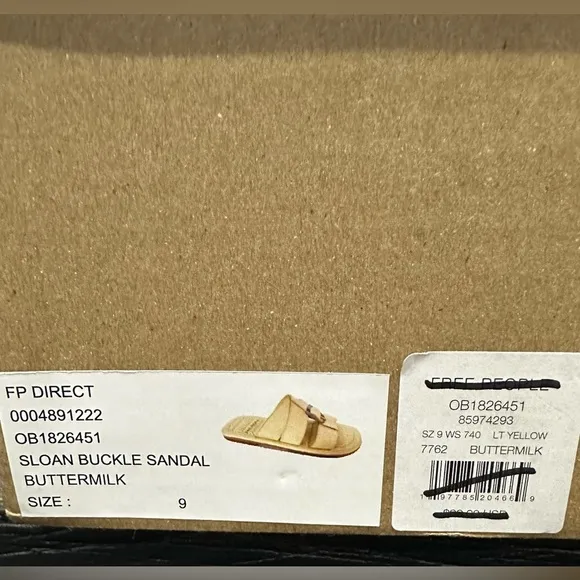 FP DIRECT
0004891222
OB1826451
SLOAN BUCKLE SANDAL
BUTTERMILK
SIZE : 9
FREE PEOPLE
OB1826451
85974293
SZ 9 WS 740 LT YELLOW
7762 BUTTERMILK